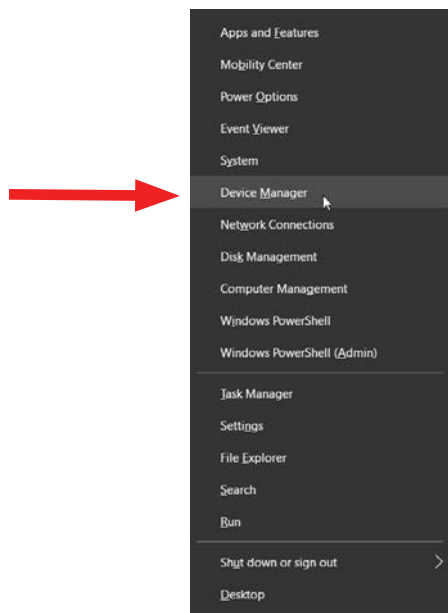 Apps and Features
Mobility Center
Power Options
Event Viewer
System
Device Manager
Network Connections
Disk Management
Computer Management
Windows PowerShell
Windows PowerShell (Admin)
Task Manager
Settings
File Explorer
Search
Run
Shut down or sign out
Desktop